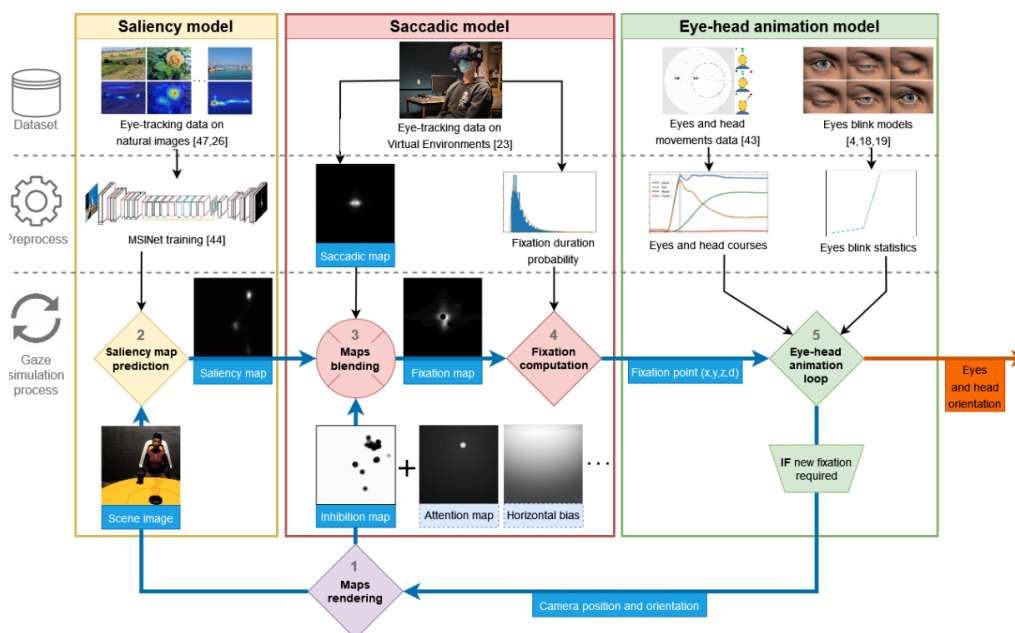 Saliency model
Saccadic model
Eye-head animation model
Dataset
Eye-tracking data on
natural images [47,26]
Eye-tracking data on
Virtual Environments [23]
Eyes and head
movements data [43]
Eyes blink models
[4,18,19]
Preprocess
MSINet training [44]
Saccadic map
Fixation duration
probability
Eyes and head courses
Eyes blink statistics
Gaze
simulation
process
2
Saliency map
prediction
Saliency map
3
Maps
blending
Fixation map
4
Fixation
computation
Fixation point (x,y,z,d)
5
Eye-head
animation
loop
Eyes
and head
orientation
Scene image
Inhibition map
+
Attention map
Horizontal bias
...
IF new fixation
required
1
Maps
rendering
Camera position and orientation